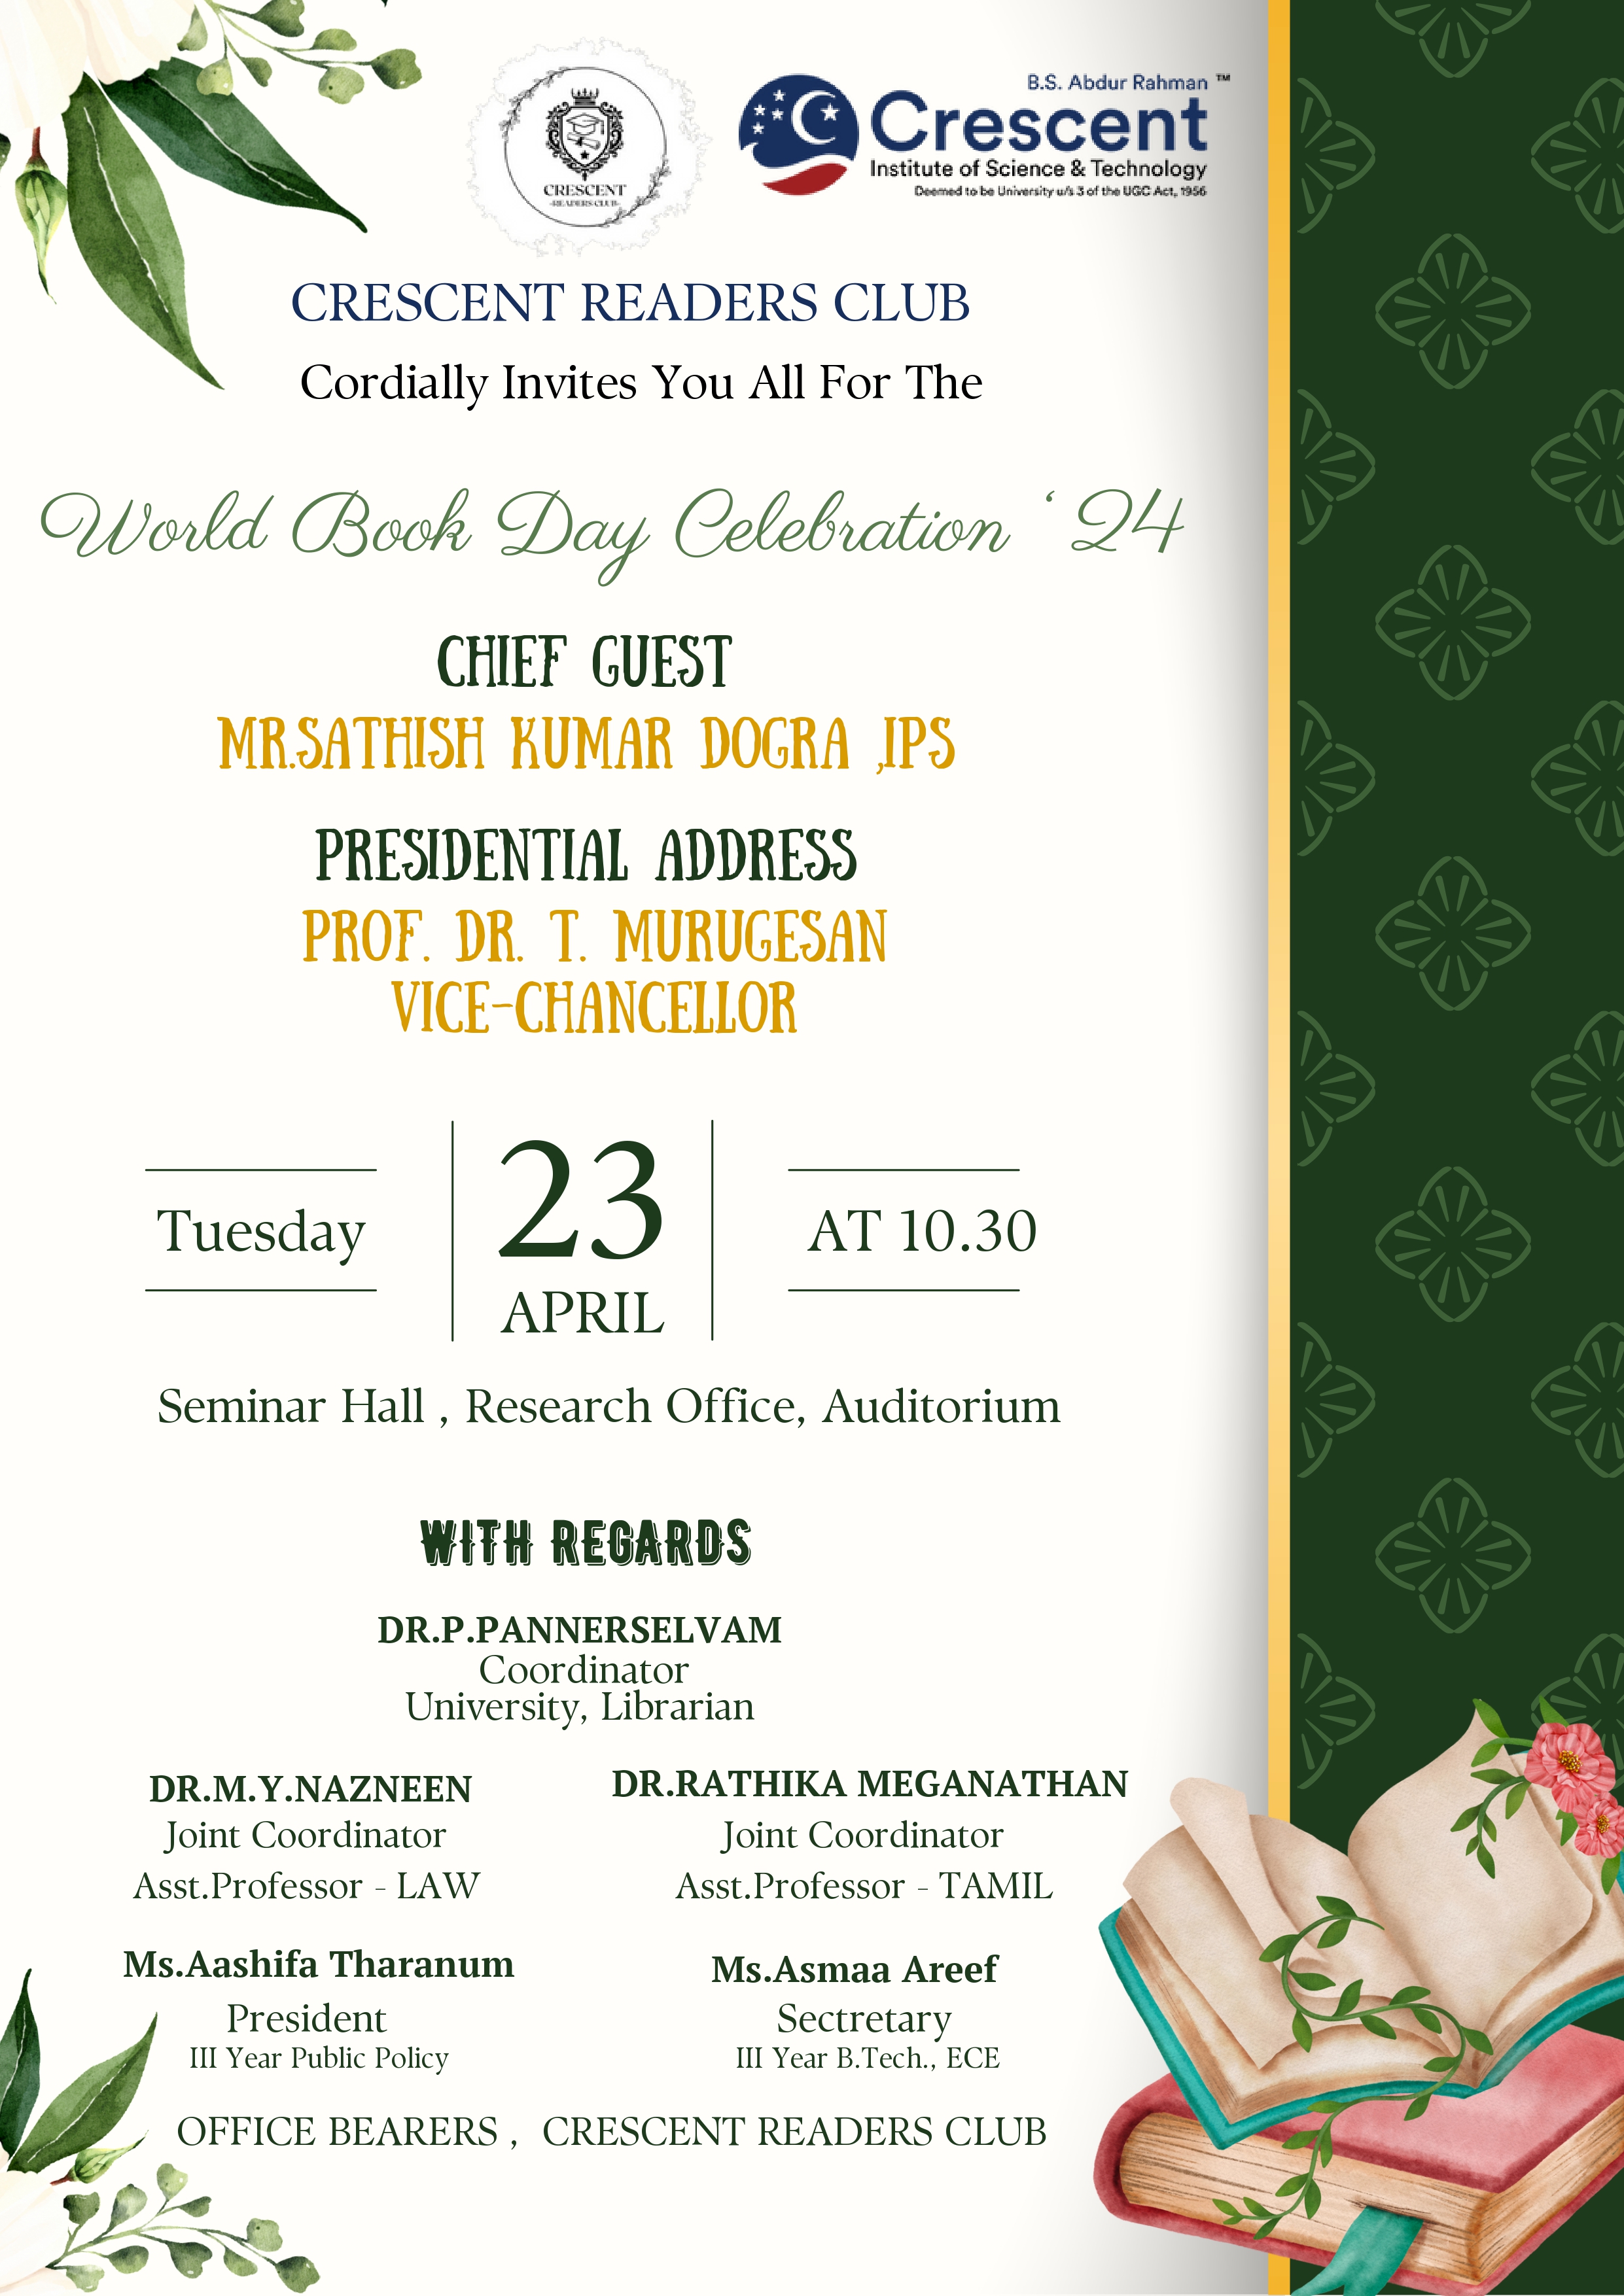 CRESCENT
-READERS CLUB-
B.S. Abdur Rahman ™
Crescent
Institute of Science & Technology
Deemed to be University u/s 3 of the UGC Act, 1956
CRESCENT READERS CLUB
Cordially Invites You All For The
World Book Day Celebration ‘ 24
CHIEF GUEST
MR.SATHISH KUMAR DOGRA ,IPS
PRESIDENTIAL ADDRESS
PROF. DR. T. MURUGESAN
VICE-CHANCELLOR
Tuesday
23
APRIL
AT 10.30
Seminar Hall , Research Office, Auditorium
WITH REGARDS
DR.P.PANNERSELVAM
Coordinator
University, Librarian
DR.M.Y.NAZNEEN
Joint Coordinator
Asst.Professor - LAW
DR.RATHIKA MEGANATHAN
Joint Coordinator
Asst.Professor - TAMIL
Ms.Aashifa Tharanum
President
III Year Public Policy
Ms.Asmaa Areef
Sectretary
III Year B.Tech., ECE
OFFICE BEARERS , CRESCENT READERS CLUB